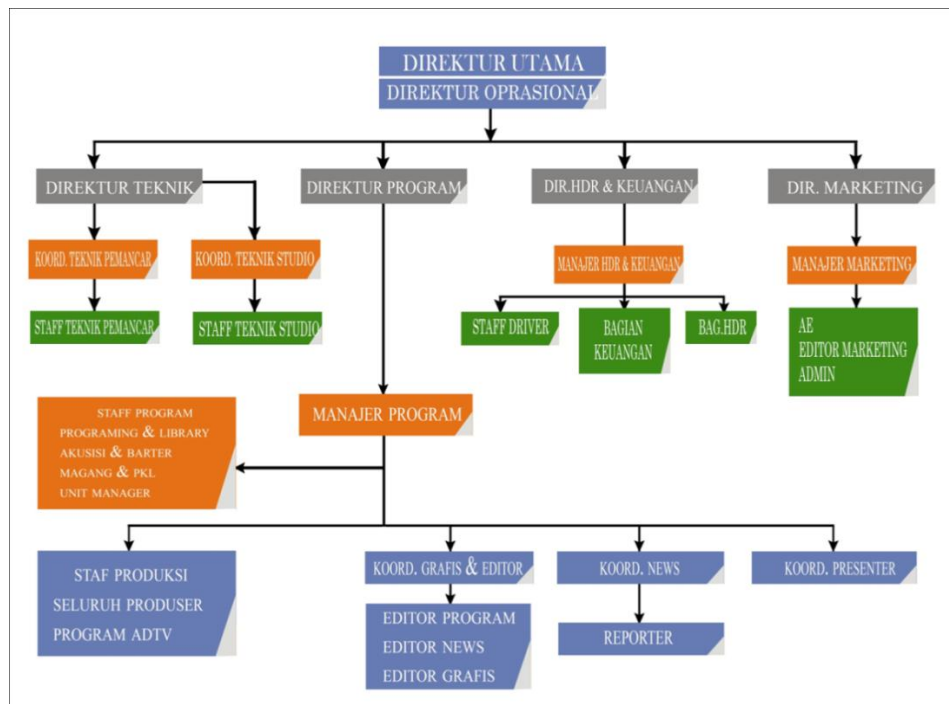 DIREKTUR UTAMA
DIREKTUR OPRASIONAL
DIREKTUR TEKNIK
DIREKTUR PROGRAM
DIR.HDR & KEUANGAN
DIR. MARKETING
KOORD. TEKNIK PEMANCAR
KOORD. TEKNIK STUDIO
MANAJER HDR & KEUANGAN
MANAJER MARKETING
STAFF TEKNIK PEMANCAR
STAFF TEKNIK STUDIO
STAFF DRIVER
BAGIAN
KEUANGAN
BAG.HDR
AE
EDITOR MARKETING
ADMIN
MANAJER PROGRAM
STAFF PROGRAM
PROGRAMING & LIBRARY
AKUSISI & BARTER
MAGANG & PKL
UNIT MANAGER
STAF PRODUKSI
SELURUH PRODUSER
PROGRAM ADTV
KOORD. GRAFIS & EDITOR
KOORD. NEWS
KOORD. PRESENTER
EDITOR PROGRAM
EDITOR NEWS
EDITOR GRAFIS
REPORTER